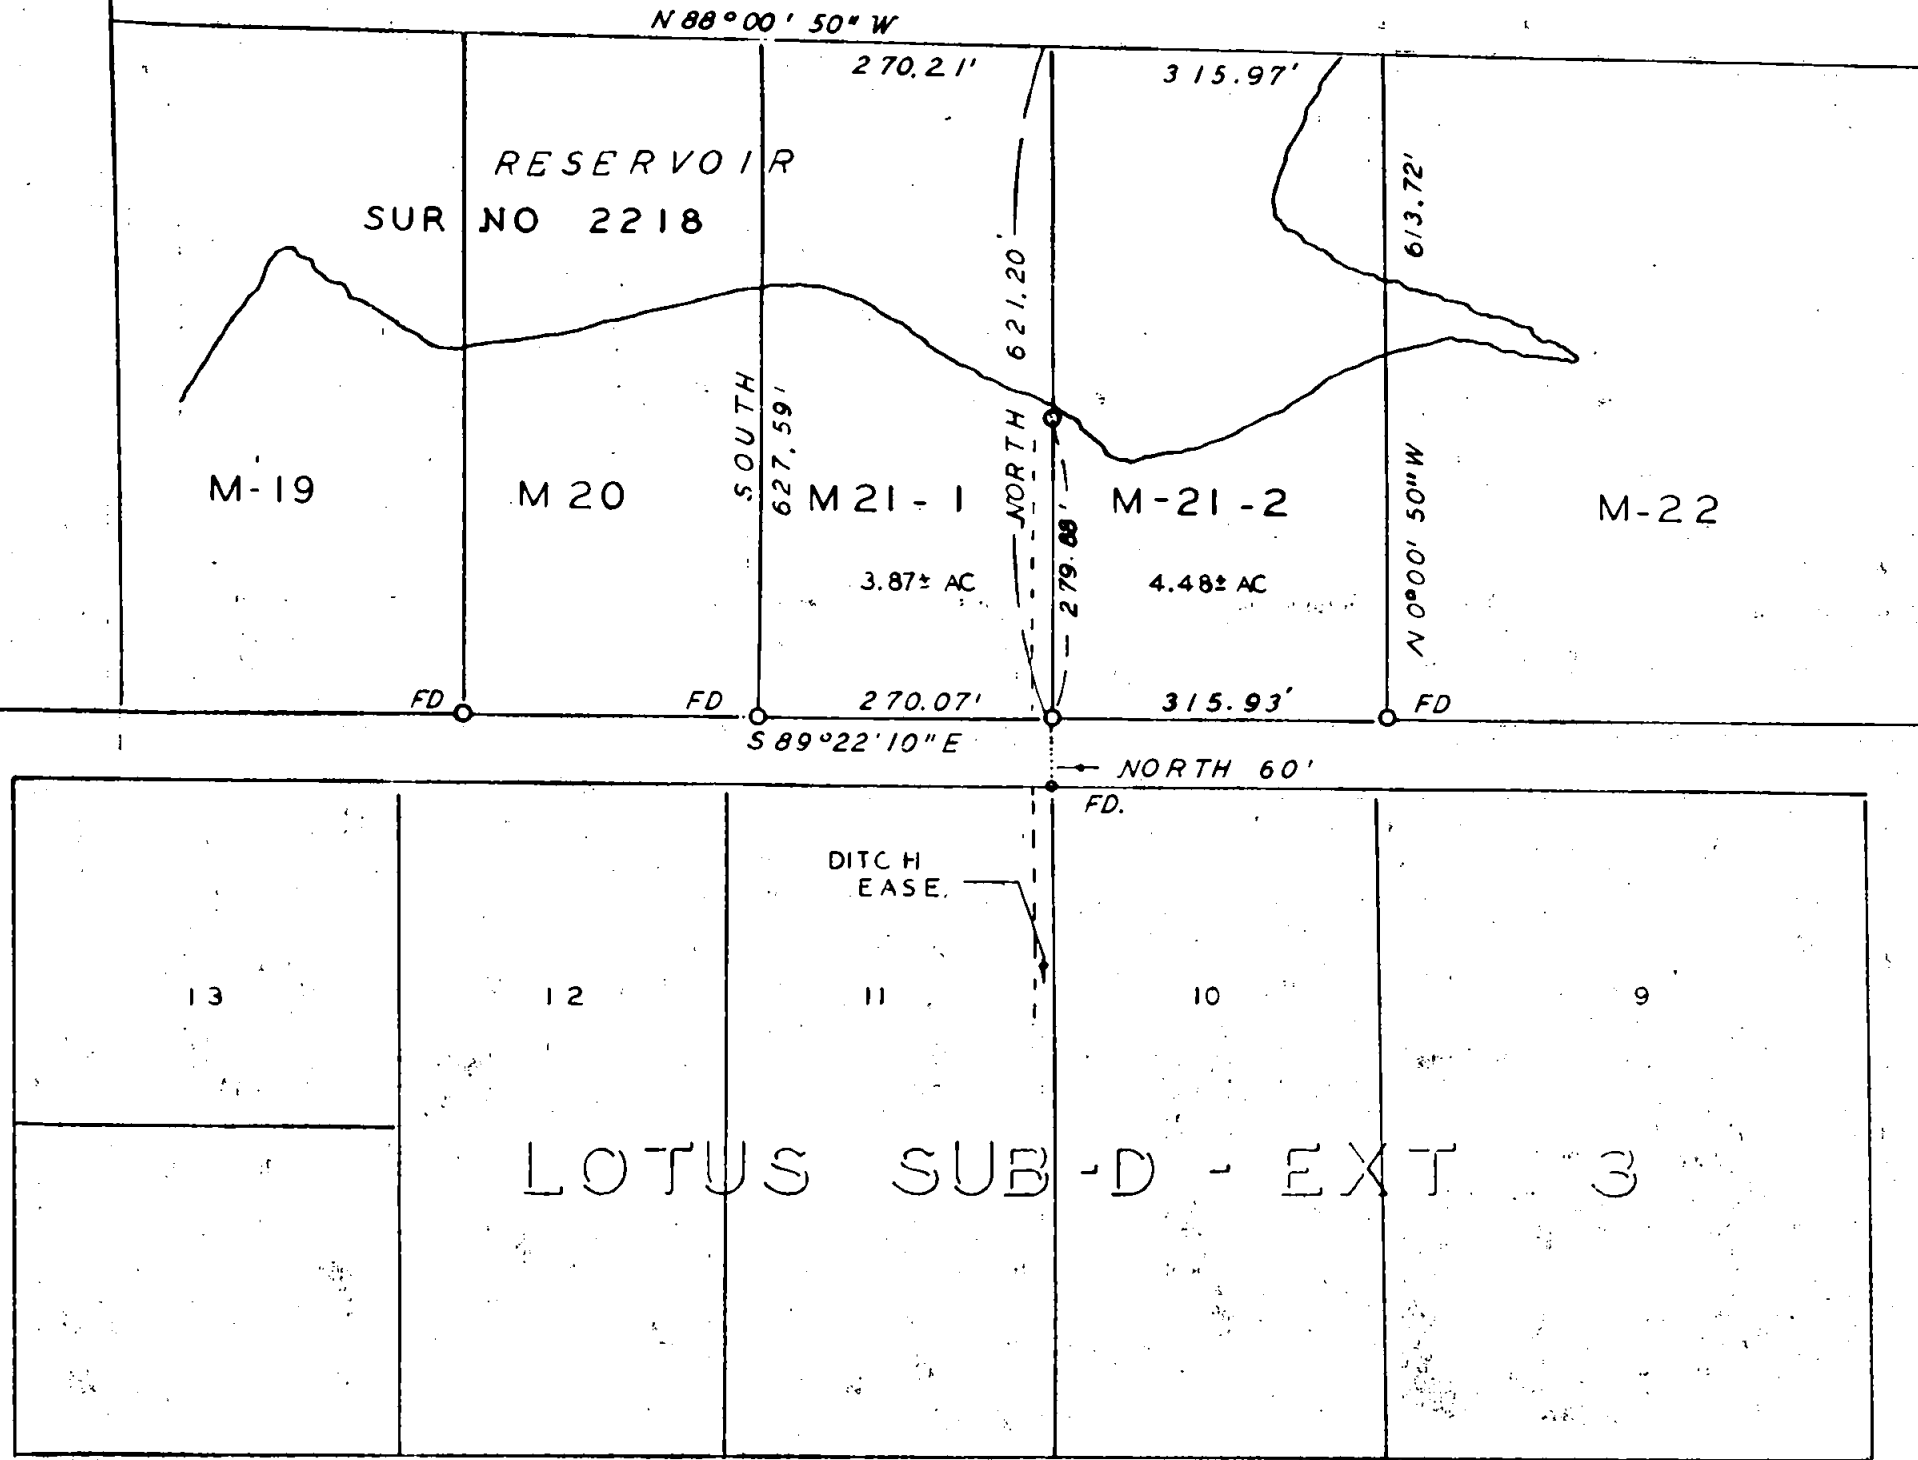 N 88° 00' 50" W
270.21'
315.97'
RESERVOIR
SUR NO 2218
613.72'
NORTH 621.20'
SOUTH
627.59'
M-19
M 20
M 21-1
M-21-2
M-22
279.88'
3.87± AC
4.48± AC
N 0°00' 50"W
FD
FD
270.07'
315.93'
FD
S 89°22'10"E
NORTH 60'
FD.
DITCH
EASE.
13
12
11
10
9
LOTUS SUB-D - EXT 3